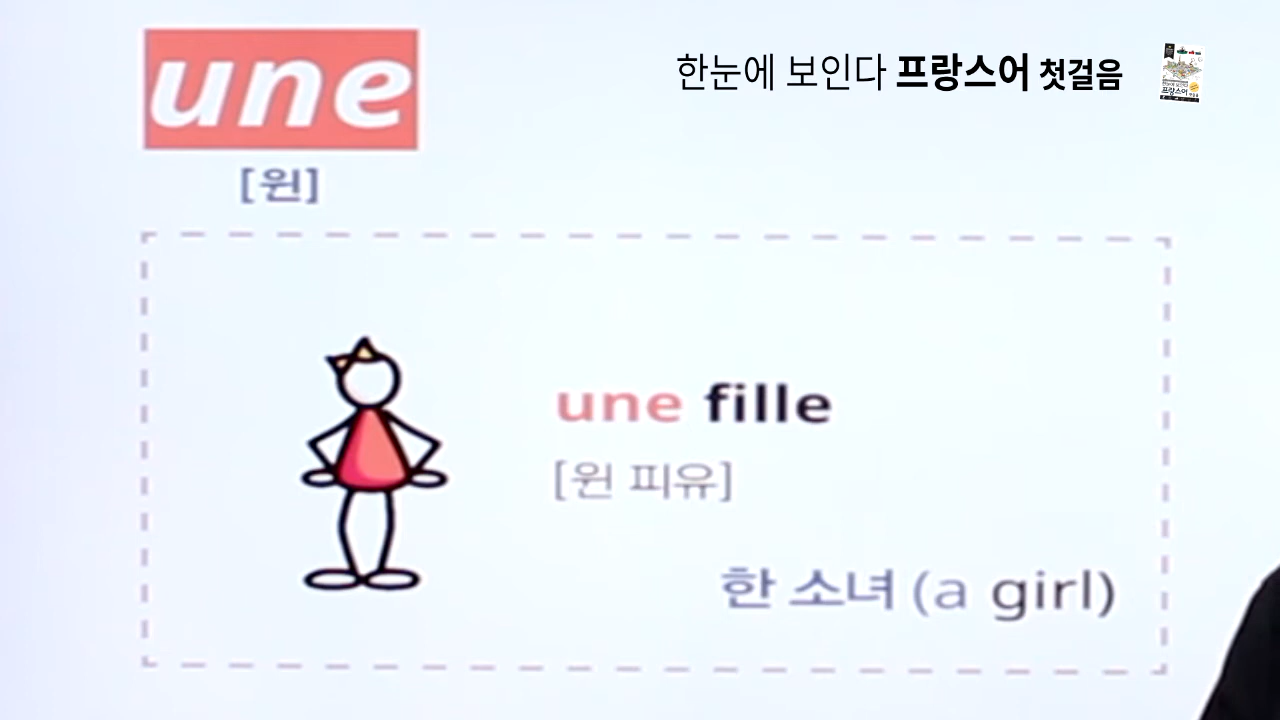 une
한눈에 보인다 프랑스어 첫걸음
[윈]
une fille
[윈 피유]
한 소녀 (a girl)